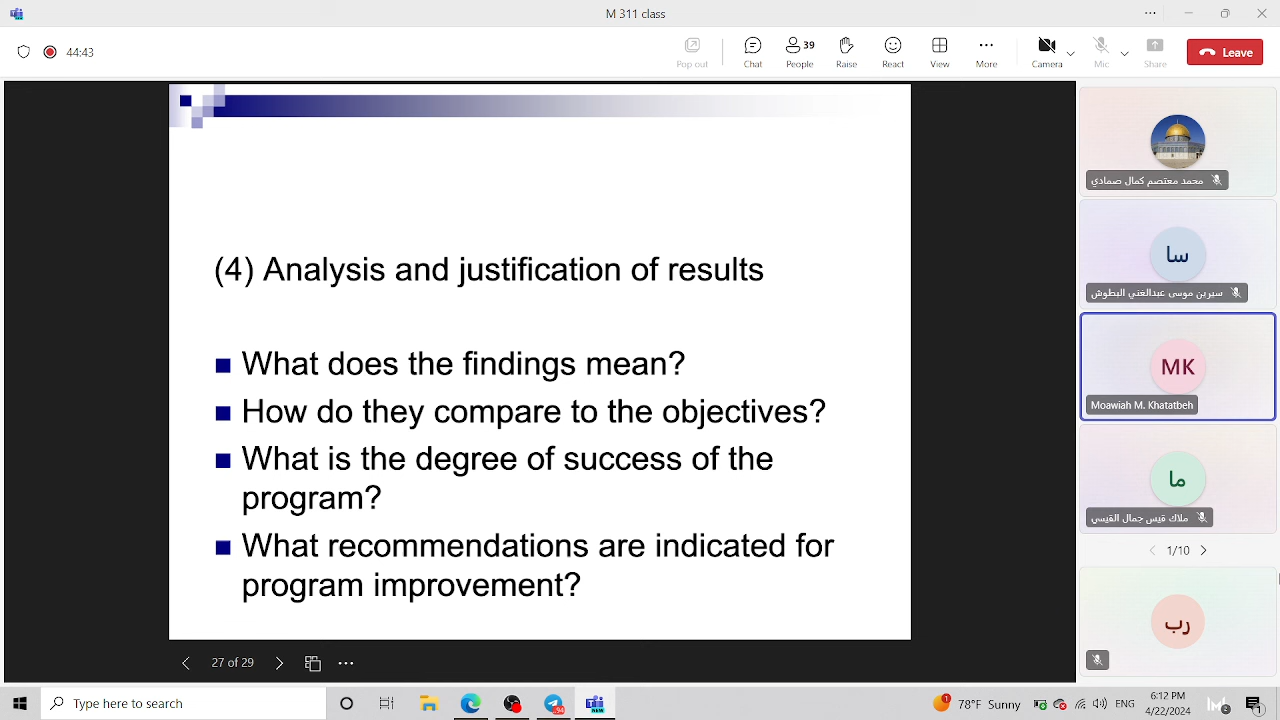 M 311 class
44:43
Pop out
Chat
39
People
Raise
React
View
More
Camera
Mic
Share
Leave
(4) Analysis and justification of results
What does the findings mean?
How do they compare to the objectives?
What is the degree of success of the
program?
What recommendations are indicated for
program improvement?
محمد معتصم كمال صمادي
سا
سيرين موسى عبدالغني البطوش
MK
Moawiah M. Khatatbeh
ما
ملاك قيس جمال القيسي
1/10
رب
27 of 29
Type here to search
NEW
1
78°F Sunny
ENG
6:12 PM
4/22/2024